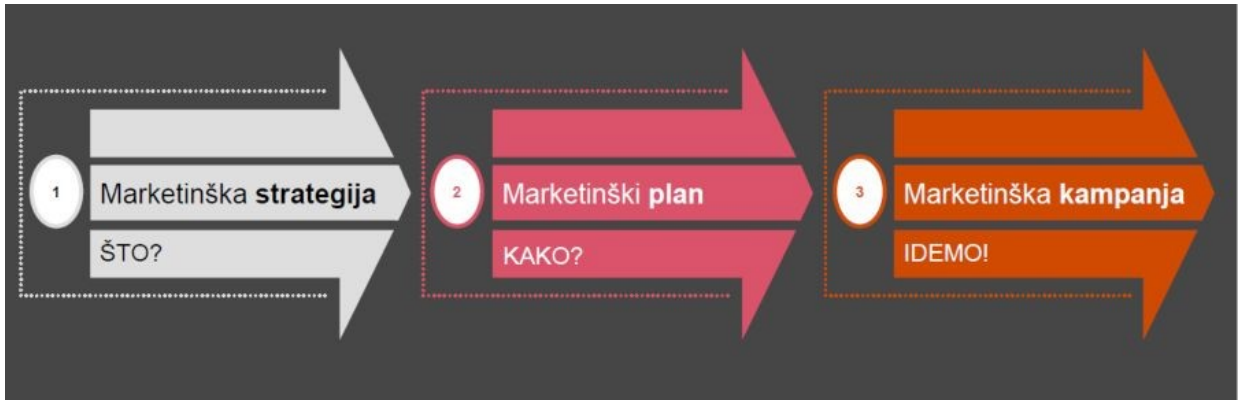 1
Marketinška strategija
ŠTO?
2
Marketinški plan
KAKO?
3
Marketinška kampanja
IDEMO!